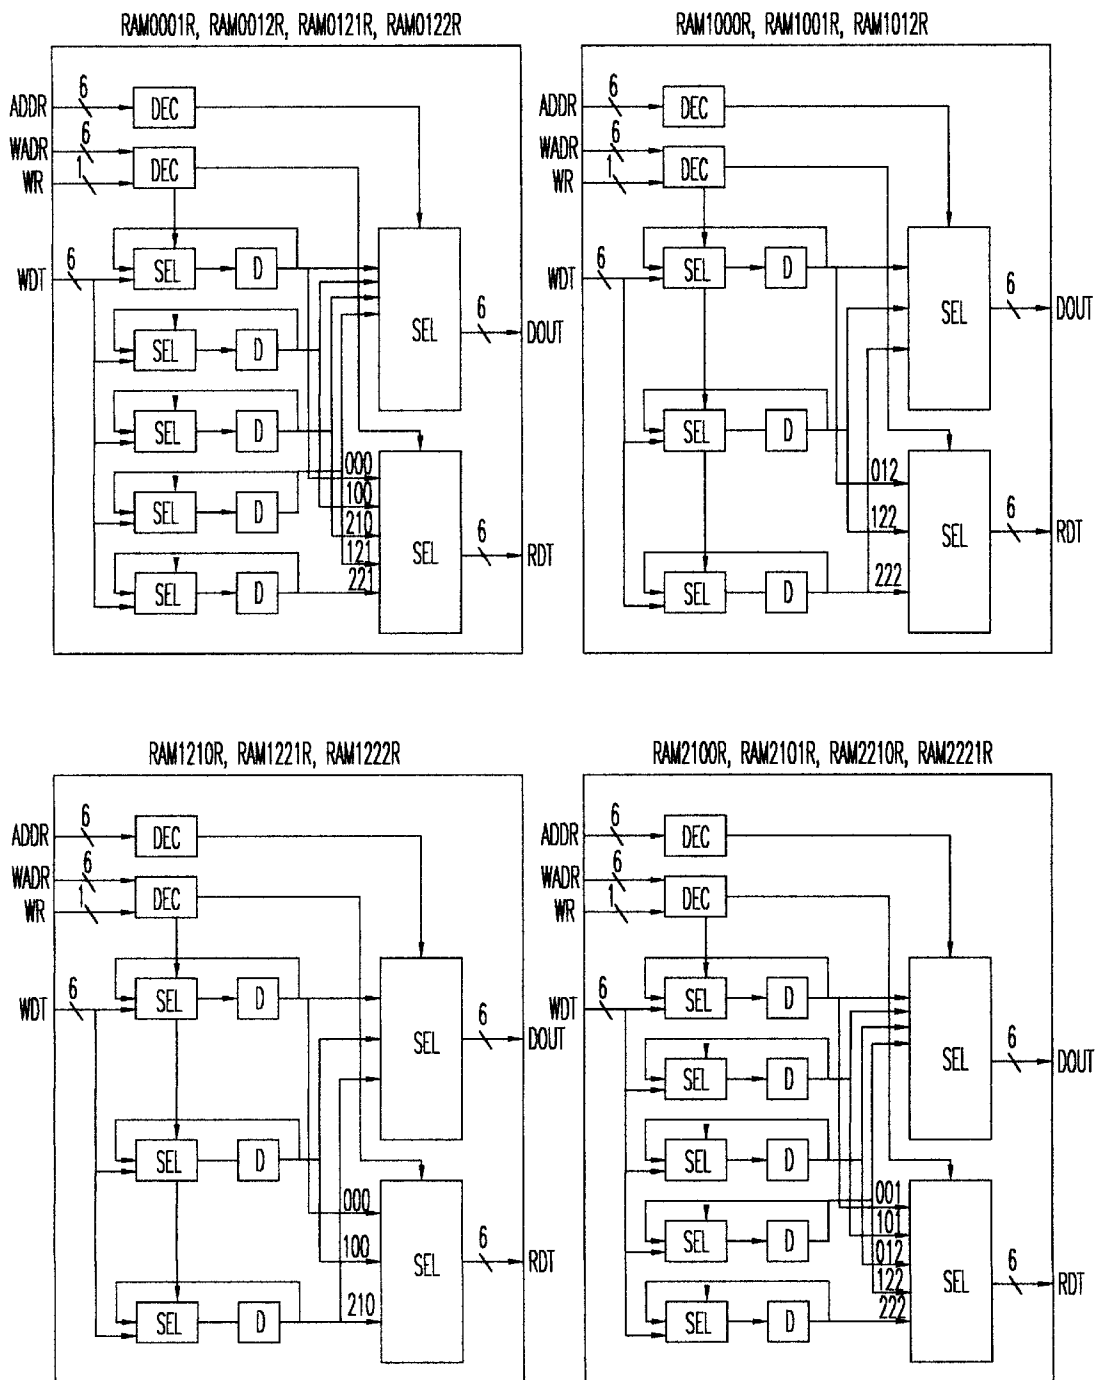 RAM0001R, RAM0012R, RAM0121R, RAM0122R
ADDR 6 DEC
WADR 6
WR 1 DEC
WDT 6 SEL D
SEL D
SEL D
SEL D
SEL D
SEL 6 DOUT
000
100
210
121
221
SEL 6 RDT
RAM1000R, RAM1001R, RAM1012R
ADDR 6 DEC
WADR 6
WR 1 DEC
WDT 6 SEL D
SEL D
SEL D
SEL 6 DOUT
012
122
222
SEL 6 RDT
RAM1210R, RAM1221R, RAM1222R
ADDR 6 DEC
WADR 6
WR 1 DEC
WDT 6 SEL D
SEL D
SEL D
SEL 6 DOUT
000
100
210
SEL 6 RDT
RAM2100R, RAM2101R, RAM2210R, RAM2221R
ADDR 6 DEC
WADR 6
WR 1 DEC
WDT 6 SEL D
SEL D
SEL D
SEL D
SEL D
SEL 6 DOUT
001
101
012
122
222
SEL 6 RDT